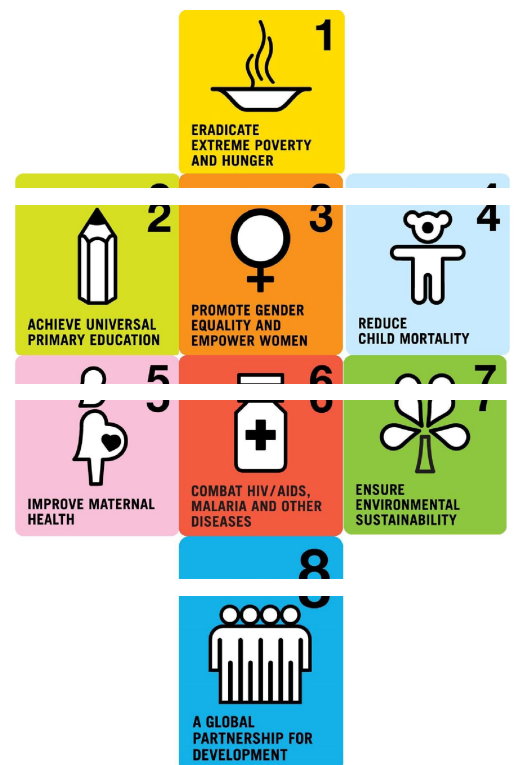 1
ERADICATE
EXTREME POVERTY
AND HUNGER
2
ACHIEVE UNIVERSAL
PRIMARY EDUCATION
3
PROMOTE GENDER
EQUALITY AND
EMPOWER WOMEN
4
REDUCE
CHILD MORTALITY
5
IMPROVE MATERNAL
HEALTH
6
COMBAT HIV/AIDS,
MALARIA AND OTHER
DISEASES
7
ENSURE
ENVIRONMENTAL
SUSTAINABILITY
8
A GLOBAL
PARTNERSHIP FOR
DEVELOPMENT